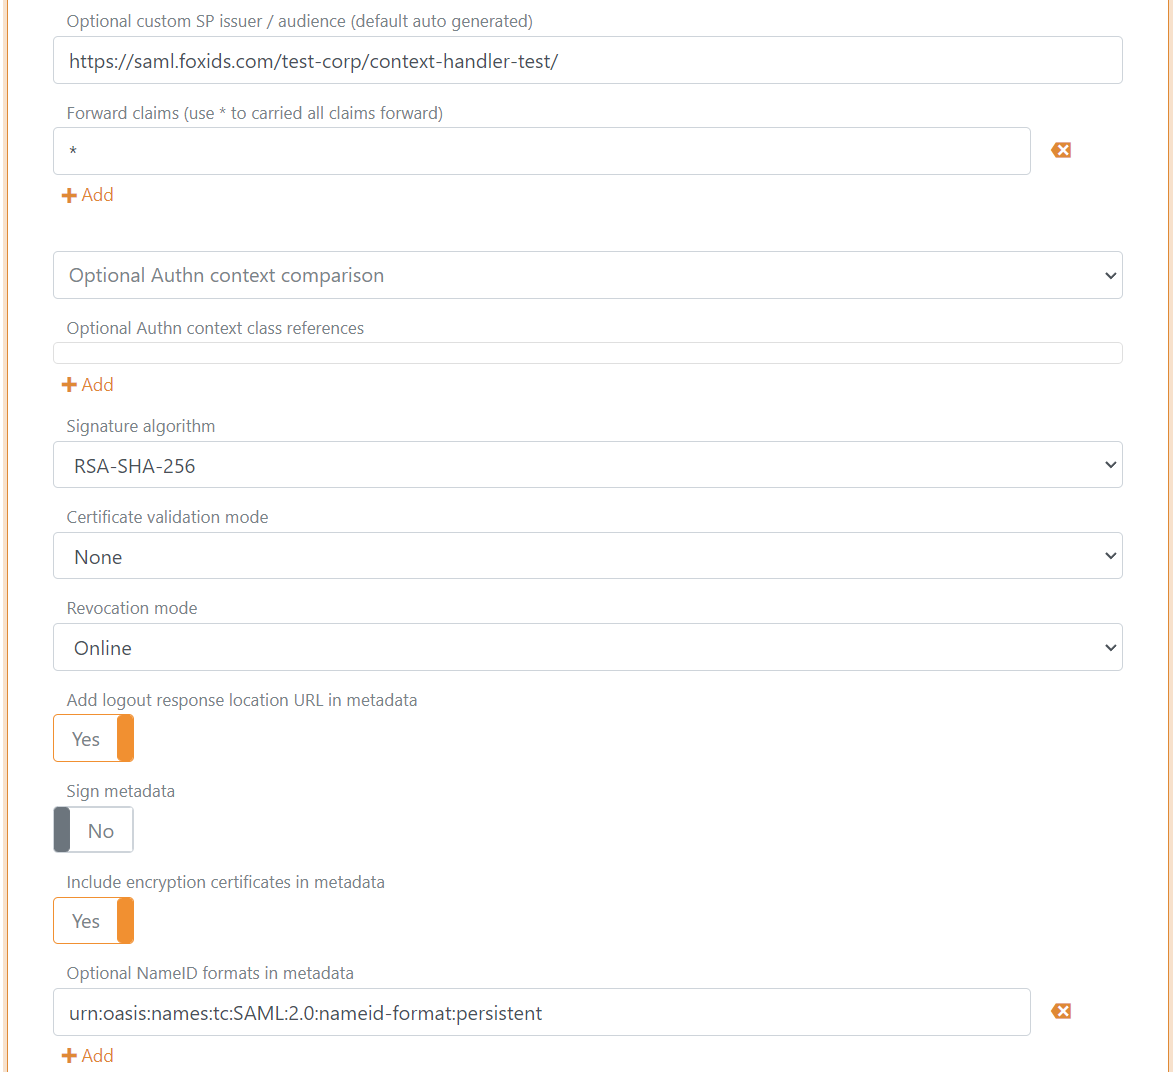 Optional custom SP issuer / audience (default auto generated)
https://saml.foxids.com/test-corp/context-handler-test/
Forward claims (use * to carried all claims forward)
*
Add
Optional Authn context comparison
Optional Authn context class references
Add
Signature algorithm
RSA-SHA-256
Certificate validation mode
None
Revocation mode
Online
Add logout response location URL in metadata
Yes
Sign metadata
No
Include encryption certificates in metadata
Yes
Optional NameID formats in metadata
urn:oasis:names:tc:SAML:2.0:nameid-format:persistent
Add